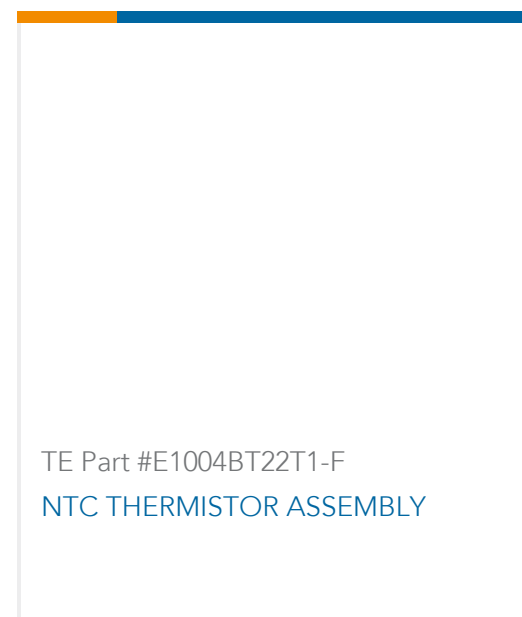 TE Part #E1004BT22T1-F
NTC THERMISTOR ASSEMBLY